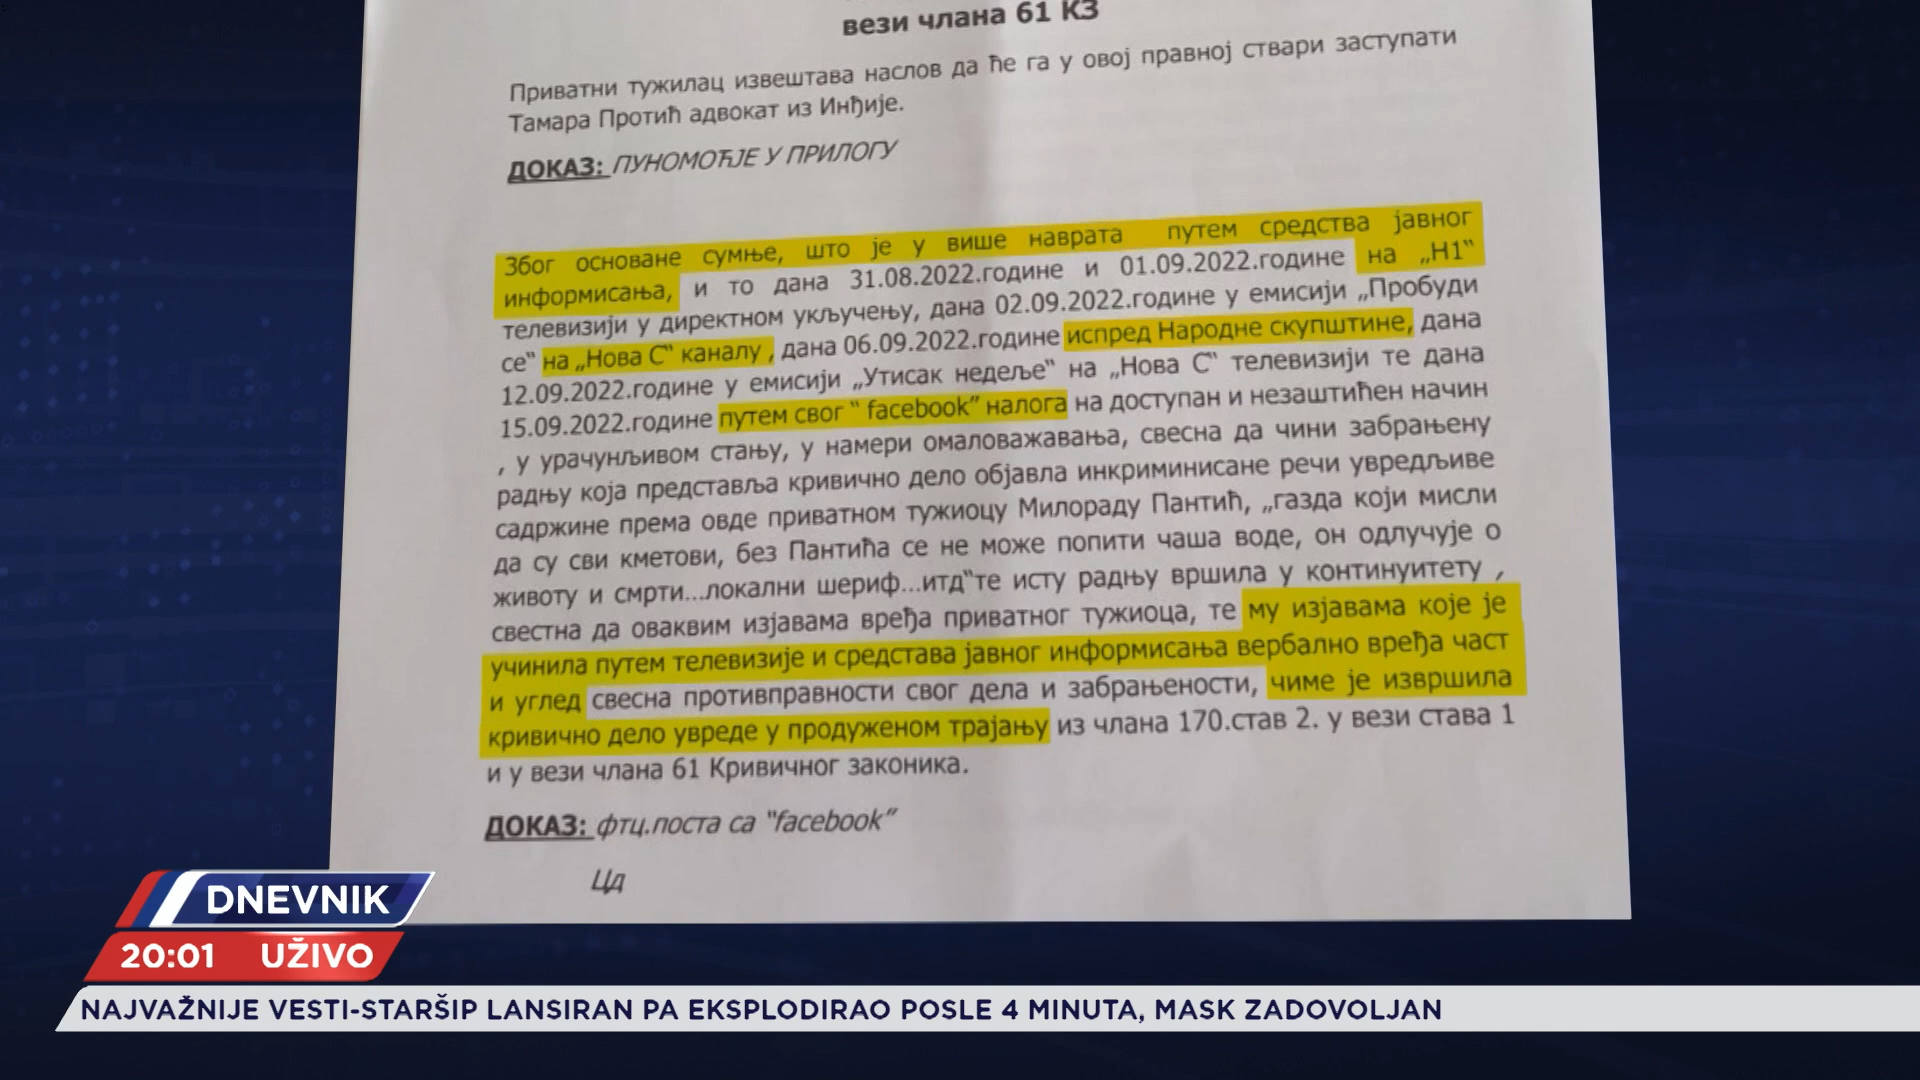 вези члана 61 КЗ
Приватни тужилац извештава наслов да ће га у овој правној ствари заступати
Тамара Протић адвокат из Инђије.
ДОКАЗ: ПУНОМОЋЈЕ У ПРИЛОГУ
Због основане сумње, што је у више наврата путем средства јавног
информисања, и то дана 31.08.2022.године и 01.09.2022.године на „Н1“
телевизији у директном укључењу, дана 02.09.2022.године у емисији „Пробуди
се“ на „Нова С“ каналу , дана 06.09.2022.године испред Народне скупштине, дана
12.09.2022.године у емисији „Утисак недеље“ на „Нова С“ телевизији те дана
15.09.2022.године путем свог “ facebook” налога на доступан и незаштићен начин
, у урачунљивом стању, у намери омаловажавања, свесна да чини забрањену
радњу која представља кривично дело објавла инкриминисане речи увредљиве
садржине према овде приватном тужиоцу Милораду Пантић, „газда који мисли
да су сви кметови, без Пантића се не може попити чаша воде, он одлучује о
животу и смрти...локални шериф...итд“те исту радњу вршила у континуитету ,
свестна да оваквим изјавама вређа приватног тужиоца, те му изјавама које је
учинила путем телевизије и средстава јавног информисања вербално вређа част
и углед свесна противправности свог дела и забрањености, чиме је извршила
кривично дело увреде у продуженом трајању из члана 170.став 2. у вези става 1
и у вези члана 61 Кривичног законика.
ДОКАЗ: фтц.поста са “facebook”
Цд
DNEVNIK
20:01 UŽIVO
NAJVAŽNIJE VESTI-STARŠIP LANSIRAN PA EKSPLODIRAO POSLE 4 MINUTA, MASK ZADOVOLJAN